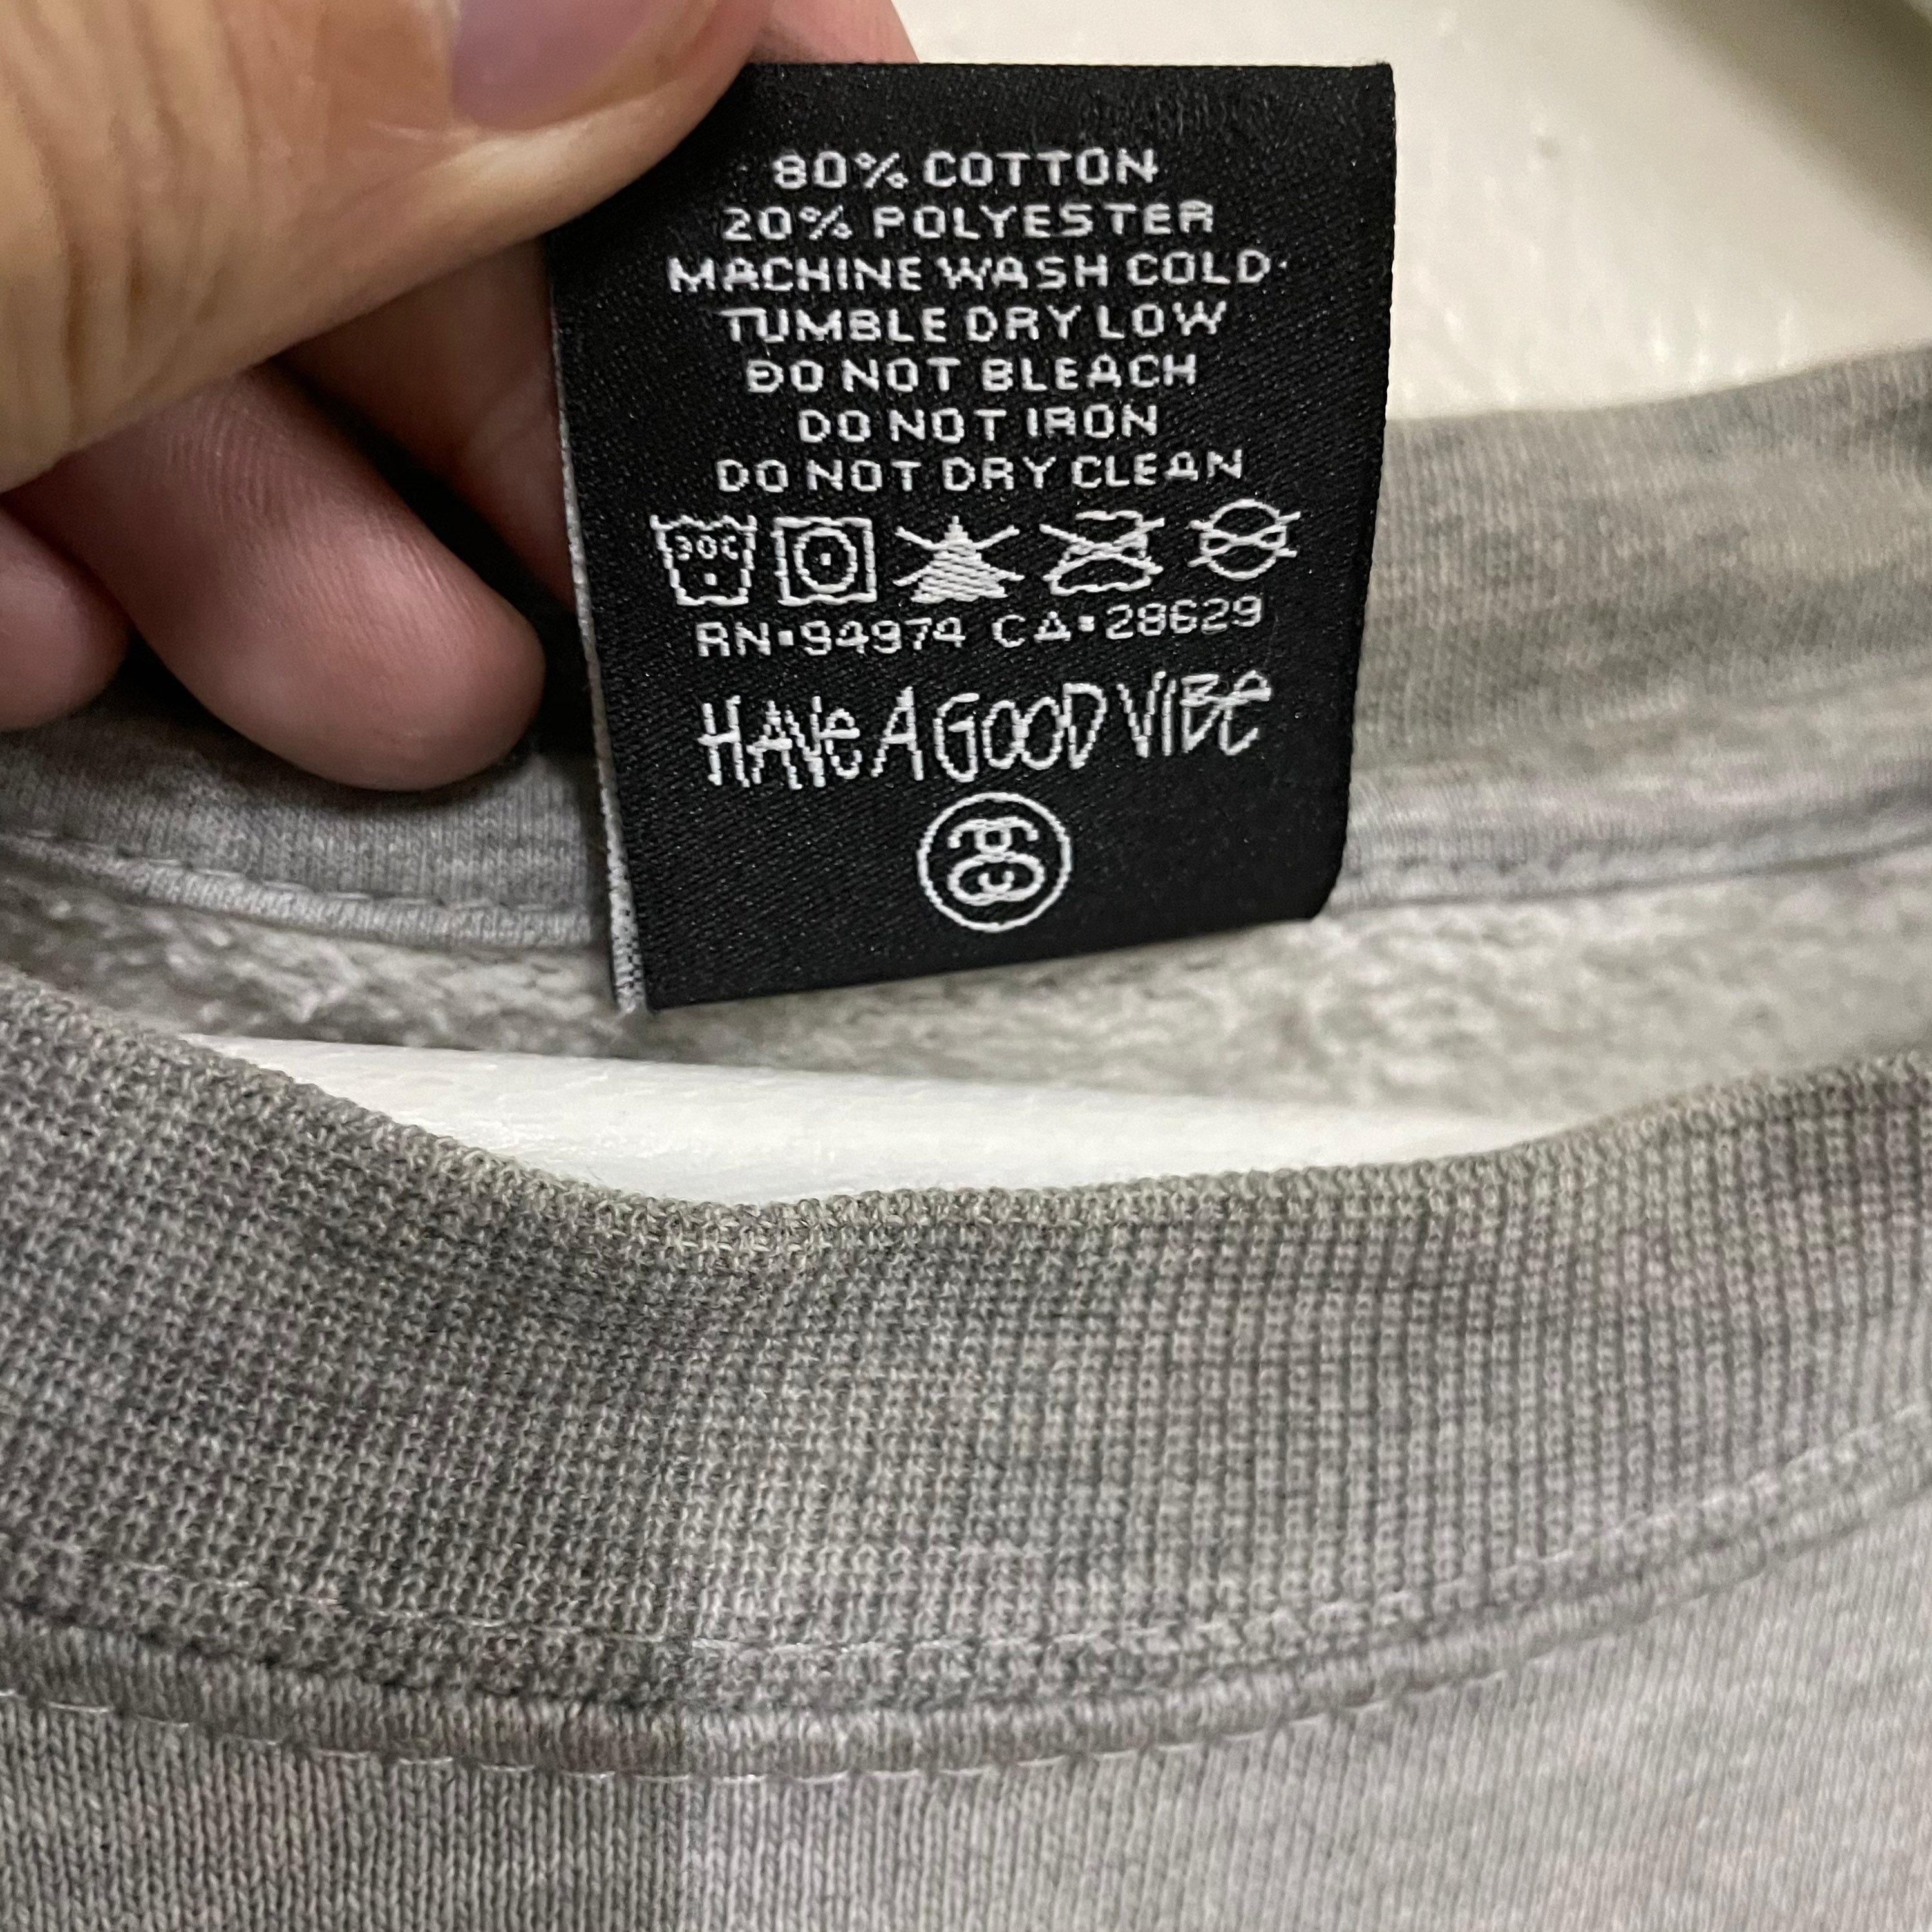 80% COTTON
20% POLYESTER
MACHINE WASH COLD
TUMBLE DRY LOW
DO NOT BLEACH
DO NOT IRON
DO NOT DRY CLEAN
30C
RN•94974 CA•28629
HAVe A GOOD VIBe